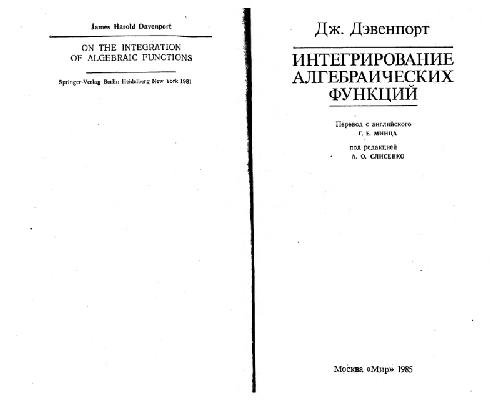 James Harold Davenport
ON THE INTEGRATION
OF ALGEBRAIC FUNCTIONS
Springer-Verlag Berlin Heidelberg New York 1981
Дж. Дэвенпорт
ИНТЕГРИРОВАНИЕ
АЛГЕБРАИЧЕСКИХ
ФУНКЦИЙ
Перевод с английского
Г. Е. МИНЦА
под редакцией
А. О. СЛИСЕНКО
Москва «Мир» 1985